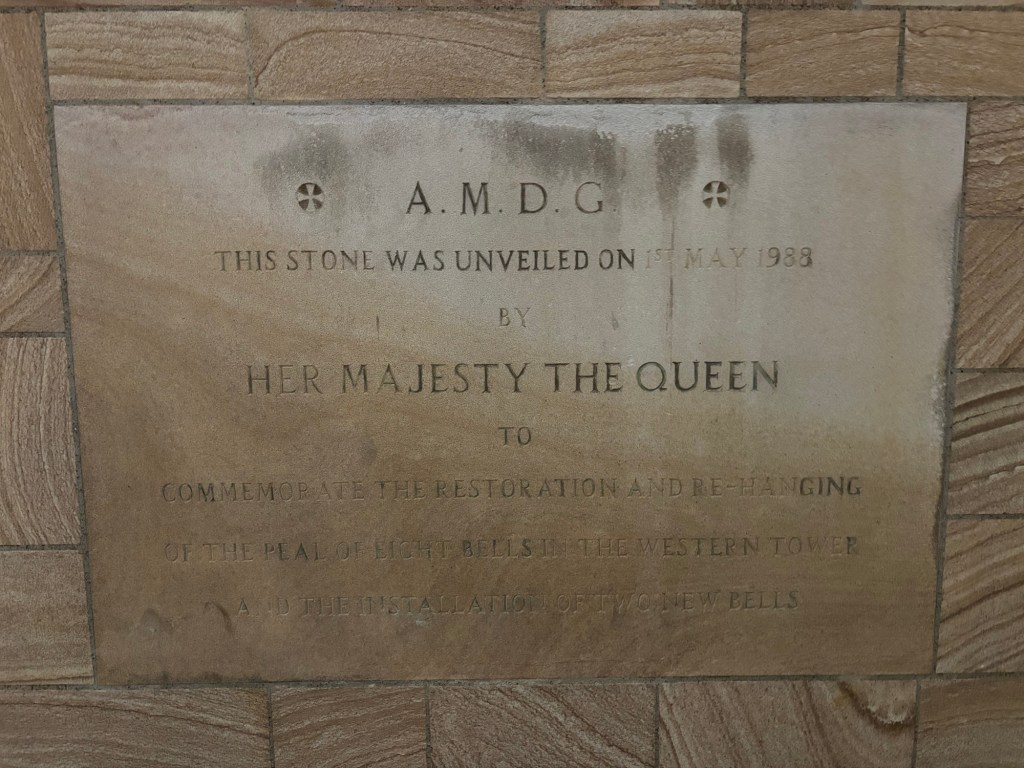 A. M. D. G.
THIS STONE WAS UNVEILED ON 1ST MAY 1988
BY
HER MAJESTY THE QUEEN
TO
COMMEMORATE THE RESTORATION AND RE-HANGING
OF THE PEAL OF EIGHT BELLS IN THE WESTERN TOWER
AND THE INSTALLATION OF TWO NEW BELLS